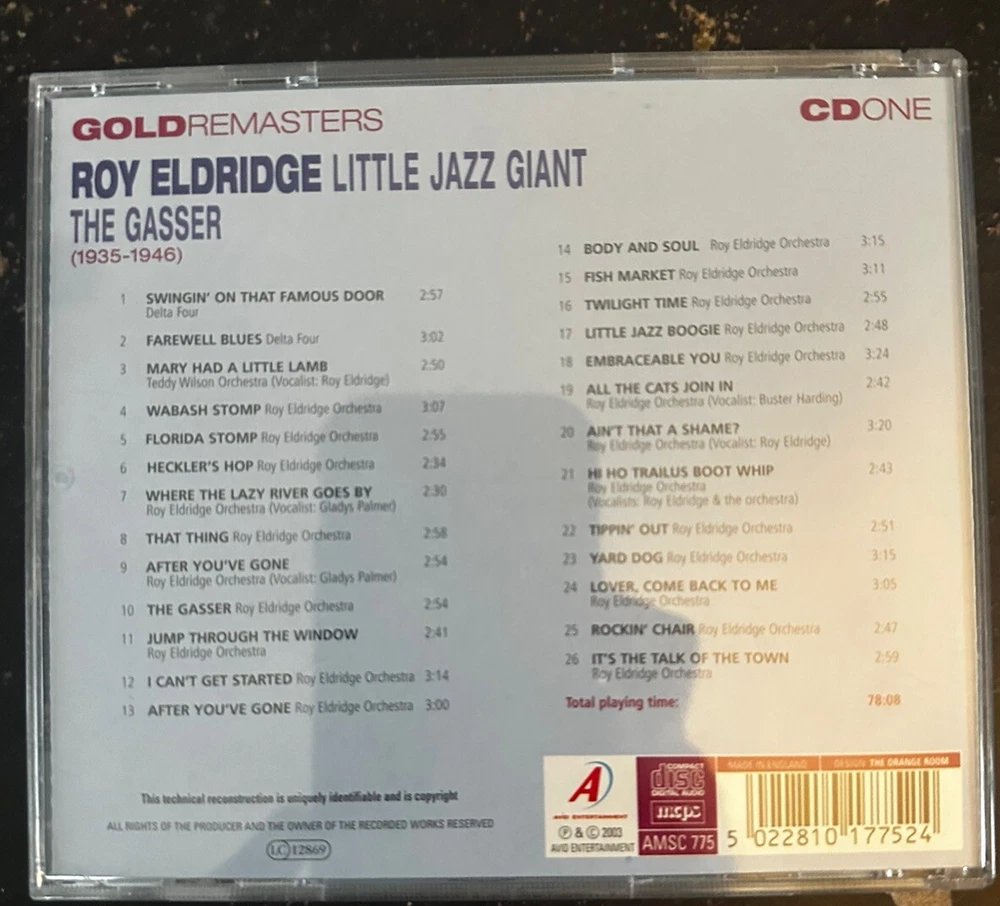 GOLDREMASTERS
CDONE
ROY ELDRIDGE LITTLE JAZZ GIANT
THE GASSER
(1935-1946)
1 SWINGIN' ON THAT FAMOUS DOOR 2:57
Delta Four
2 FAREWELL BLUES Delta Four 3:02
3 MARY HAD A LITTLE LAMB 2:50
Teddy Wilson Orchestra (Vocalist: Roy Eldridge)
4 WABASH STOMP Roy Eldridge Orchestra 3:07
5 FLORIDA STOMP Roy Eldridge Orchestra 2:55
6 HECKLER'S HOP Roy Eldridge Orchestra 2:34
7 WHERE THE LAZY RIVER GOES BY 2:30
Roy Eldridge Orchestra (Vocalist: Gladys Palmer)
8 THAT THING Roy Eldridge Orchestra 2:58
9 AFTER YOU'VE GONE 2:54
Roy Eldridge Orchestra (Vocalist: Gladys Palmer)
10 THE GASSER Roy Eldridge Orchestra 2:54
11 JUMP THROUGH THE WINDOW 2:41
Roy Eldridge Orchestra
12 I CAN'T GET STARTED Roy Eldridge Orchestra 3:14
13 AFTER YOU'VE GONE Roy Eldridge Orchestra 3:00
14 BODY AND SOUL Roy Eldridge Orchestra 3:15
15 FISH MARKET Roy Eldridge Orchestra 3:11
16 TWILIGHT TIME Roy Eldridge Orchestra 2:55
17 LITTLE JAZZ BOOGIE Roy Eldridge Orchestra 2:48
18 EMBRACEABLE YOU Roy Eldridge Orchestra 3:24
19 ALL THE CATS JOIN IN 2:42
Roy Eldridge Orchestra (Vocalist: Buster Harding)
20 AIN'T THAT A SHAME? 3:20
Roy Eldridge Orchestra (Vocalist: Roy Eldridge)
21 HI HO TRAILUS BOOT WHIP 2:43
Roy Eldridge Orchestra
(Vocalists: Roy Eldridge & the orchestra)
22 TIPPIN' OUT Roy Eldridge Orchestra 2:51
23 YARD DOG Roy Eldridge Orchestra 3:15
24 LOVER, COME BACK TO ME 3:05
Roy Eldridge Orchestra
25 ROCKIN' CHAIR Roy Eldridge Orchestra 2:47
26 IT'S THE TALK OF THE TOWN 2:59
Roy Eldridge Orchestra
Total playing time: 78:08
This technical reconstruction is uniquely identifiable and is copyright
ALL RIGHTS OF THE PRODUCER AND THE OWNER OF THE RECORDED WORKS RESERVED
LC 12869
A
AVID ENTERTAINMENT
℗ & © 2003
AVID ENTERTAINMENT
COMPACT
disc
DIGITAL AUDIO
mcps
AMSC 775
MADE IN ENGLAND DESIGN THE ORANGE ROOM
5 022810 177524